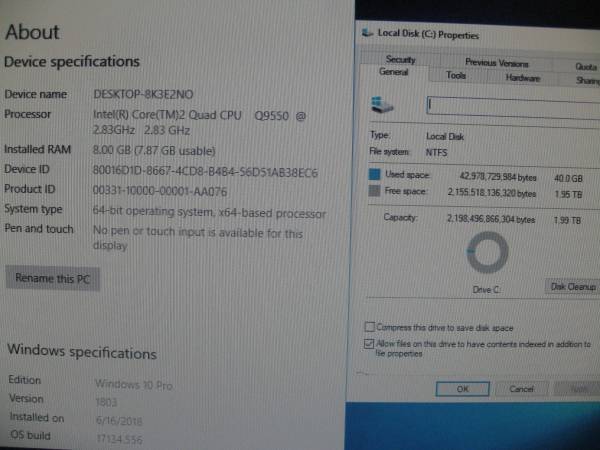 About
Device specifications
Device name DESKTOP-8K3E2NO
Processor Intel(R) Core(TM)2 Quad CPU Q9550 @
2.83GHz 2.83 GHz
Installed RAM 8.00 GB (7.87 GB usable)
Device ID 80016D1D-8667-4CD8-B4B4-56D51AB38EC6
Product ID 00331-10000-00001-AA076
System type 64-bit operating system, x64-based processor
Pen and touch No pen or touch input is available for this
display
Rename this PC
Windows specifications
Edition Windows 10 Pro
Version 1803
Installed on 6/16/2018
OS build 17134.556
Local Disk (C:) Properties
Security Previous Versions Quota
General Tools Hardware Sharing
Type: Local Disk
File system: NTFS
Used space: 42,978,729,984 bytes 40.0 GB
Free space: 2,155,518,136,320 bytes 1.95 TB
Capacity: 2,198,496,866,304 bytes 1.99 TB
Drive C: Disk Cleanup
Compress this drive to save disk space
Allow files on this drive to have contents indexed in addition to
file properties
OK Cancel Apply